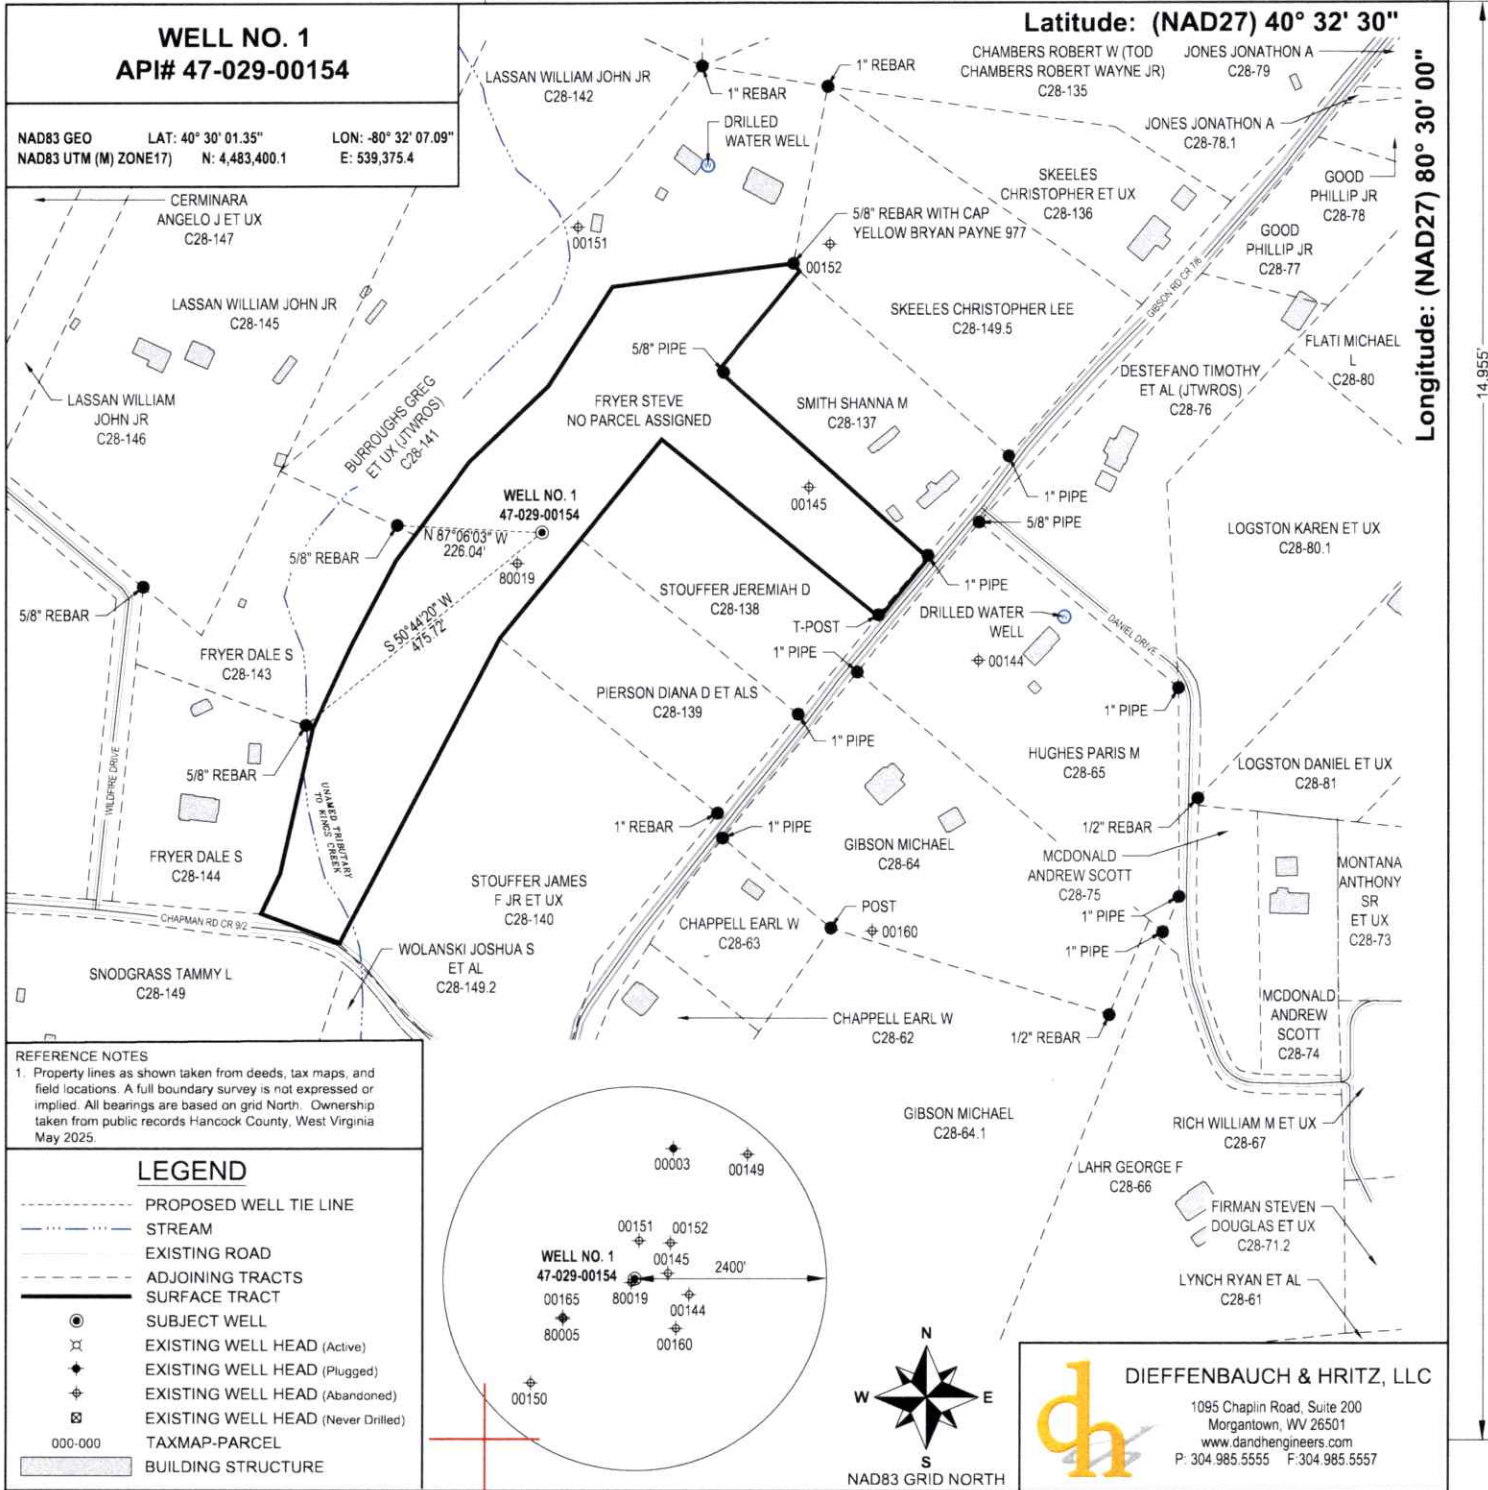 WELL NO. 1
API# 47-029-00154
NAD83 GEO LAT: 40° 30' 01.35" LON: -80° 32' 07.09"
NAD83 UTM (M) ZONE17) N: 4,483,400.1 E: 539,375.4
Latitude: (NAD27) 40° 32' 30"
Longitude: (NAD27) 80° 30' 00"
14,955'
LASSAN WILLIAM JOHN JR
C28-142
1" REBAR
1" REBAR
DRILLED
WATER WELL
CHAMBERS ROBERT W (TOD
CHAMBERS ROBERT WAYNE JR)
C28-135
JONES JONATHON A
C28-79
JONES JONATHON A
C28-78.1
GOOD
PHILLIP JR
C28-78
SKEELES
CHRISTOPHER ET UX
C28-136
GOOD
PHILLIP JR
C28-77
CERMINARA
ANGELO J ET UX
C28-147
00151
5/8" REBAR WITH CAP
YELLOW BRYAN PAYNE 977
00152
GIBSON RD CR 7/6
LASSAN WILLIAM JOHN JR
C28-145
SKEELES CHRISTOPHER LEE
C28-149.5
FLATI MICHAEL
L
C28-80
5/8" PIPE
DESTEFANO TIMOTHY
ET AL (JTWROS)
C28-76
LASSAN WILLIAM
JOHN JR
C28-146
BURROUGHS GREG
ET UX (JTWROS)
C28-141
FRYER STEVE
NO PARCEL ASSIGNED
SMITH SHANNA M
C28-137
00145
WELL NO. 1
47-029-00154
1" PIPE
5/8" PIPE
LOGSTON KAREN ET UX
C28-80.1
N 87°06'03" W
226.04'
5/8" REBAR
80019
5/8" REBAR
STOUFFER JEREMIAH D
C28-138
1" PIPE
T-POST
DRILLED WATER
WELL
DANIEL DRIVE
S 50°44'20" W
475.72'
FRYER DALE S
C28-143
1" PIPE
00144
PIERSON DIANA D ET ALS
C28-139
1" PIPE
1" PIPE
5/8" REBAR
WILDFIRE DRIVE
UNAMED TRIBUTARY
TO KINGS CREEK
HUGHES PARIS M
C28-65
LOGSTON DANIEL ET UX
C28-81
1" REBAR
1" PIPE
1/2" REBAR
GIBSON MICHAEL
C28-64
FRYER DALE S
C28-144
MCDONALD
ANDREW SCOTT
C28-75
MONTANA
ANTHONY
SR
ET UX
C28-73
STOUFFER JAMES
F JR ET UX
C28-140
POST
00160
1" PIPE
1" PIPE
CHAPMAN RD CR 9/2
CHAPPELL EARL W
C28-63
WOLANSKI JOSHUA S
ET AL
C28-149.2
SNODGRASS TAMMY L
C28-149
MCDONALD
ANDREW
SCOTT
C28-74
CHAPPELL EARL W
C28-62
1/2" REBAR
REFERENCE NOTES
1. Property lines as shown taken from deeds, tax maps, and
field locations. A full boundary survey is not expressed or
implied. All bearings are based on grid North. Ownership
taken from public records Hancock County, West Virginia
May 2025.
GIBSON MICHAEL
C28-64.1
RICH WILLIAM M ET UX
C28-67
LAHR GEORGE F
C28-66
FIRMAN STEVEN
DOUGLAS ET UX
C28-71.2
LYNCH RYAN ET AL
C28-61
LEGEND
PROPOSED WELL TIE LINE
STREAM
EXISTING ROAD
ADJOINING TRACTS
SURFACE TRACT
SUBJECT WELL
EXISTING WELL HEAD (Active)
EXISTING WELL HEAD (Plugged)
EXISTING WELL HEAD (Abandoned)
EXISTING WELL HEAD (Never Drilled)
000-000 TAXMAP-PARCEL
BUILDING STRUCTURE
00003
00149
00151
00152
WELL NO. 1
47-029-00154
00145
2400'
80019
00165
80005
00144
00160
00150
N
W E
S
NAD83 GRID NORTH
dh
DIEFFENBAUCH & HRITZ, LLC
1095 Chaplin Road, Suite 200
Morgantown, WV 26501
www.dandhengineers.com
P: 304.985.5555 F:304.985.5557